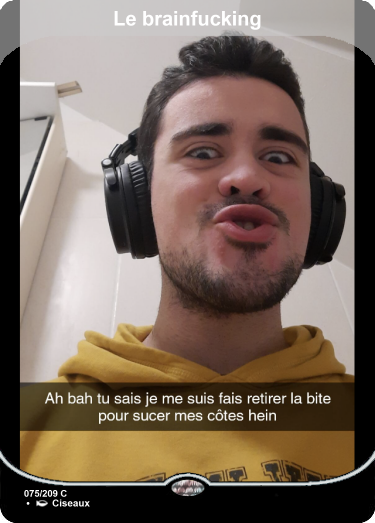 Le brainfucking
Ah bah tu sais je me suis fais retirer la bite
pour sucer mes côtes hein
075/209 C
• Ciseaux